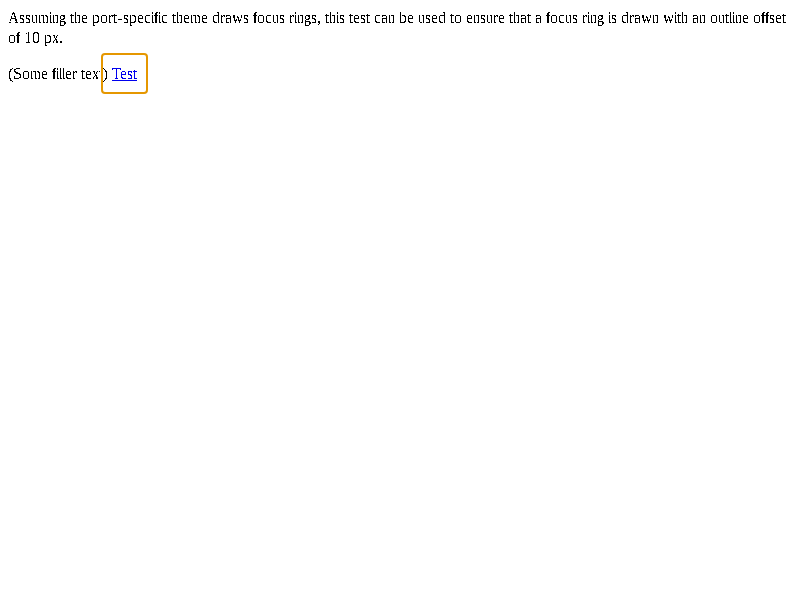 Assuming the port-specific theme draws focus rings, this test can be used to ensure that a focus ring is drawn with an outline offset
of 10 px.
(Some filler text) Test